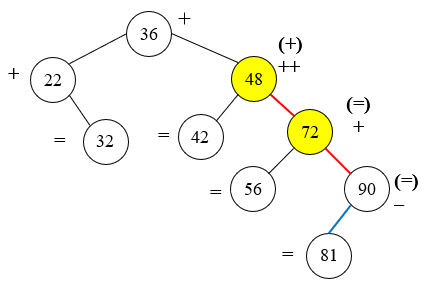 36 +
(+)
+ 22 48 ++
(=)
= 32 = 42 72 +
= 56 90 (=)
–
= 81